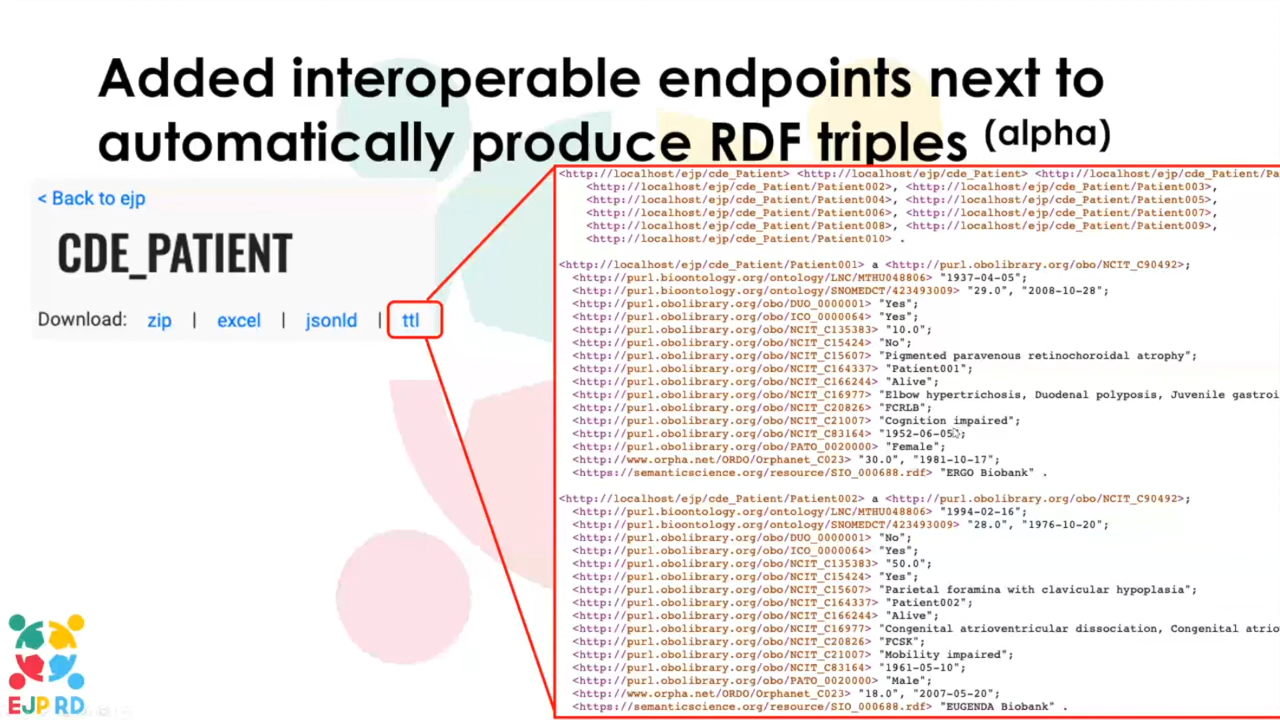 Added interoperable endpoints next to
automatically produce RDF triples (alpha)
< Back to ejp
CDE_PATIENT
Download: zip | excel | jsonld | ttl
<http://localhost/ejp/cde_Patient> <http://localhost/ejp/cde_Patient> <http://localhost/ejp/cde_Patient/Pa
<http://localhost/ejp/cde_Patient/Patient002>, <http://localhost/ejp/cde_Patient/Patient003>,
<http://localhost/ejp/cde_Patient/Patient004>, <http://localhost/ejp/cde_Patient/Patient005>,
<http://localhost/ejp/cde_Patient/Patient006>, <http://localhost/ejp/cde_Patient/Patient007>,
<http://localhost/ejp/cde_Patient/Patient008>, <http://localhost/ejp/cde_Patient/Patient009>,
<http://localhost/ejp/cde_Patient/Patient010> .
<http://localhost/ejp/cde_Patient/Patient001> a <http://purl.obolibrary.org/obo/NCIT_C90492>;
<http://purl.bioontology.org/ontology/LNC/MTHU048806> "1937-04-05";
<http://purl.bioontology.org/ontology/SNOMEDCT/423493009> "29.0", "2008-10-28";
<http://purl.obolibrary.org/obo/DUO_0000001> "Yes";
<http://purl.obolibrary.org/obo/ICO_0000064> "Yes";
<http://purl.obolibrary.org/obo/NCIT_C135383> "10.0";
<http://purl.obolibrary.org/obo/NCIT_C15424> "No";
<http://purl.obolibrary.org/obo/NCIT_C15607> "Pigmented paravenous retinochoroidal atrophy";
<http://purl.obolibrary.org/obo/NCIT_C164337> "Patient001";
<http://purl.obolibrary.org/obo/NCIT_C166244> "Alive";
<http://purl.obolibrary.org/obo/NCIT_C16977> "Elbow hypertrichosis, Duodenal polyposis, Juvenile gastroi
<http://purl.obolibrary.org/obo/NCIT_C20826> "FCRLB";
<http://purl.obolibrary.org/obo/NCIT_C21007> "Cognition impaired";
<http://purl.obolibrary.org/obo/NCIT_C83164> "1952-06-05";
<http://purl.obolibrary.org/obo/PATO_0020000> "Female";
<http://www.orpha.net/ORDO/Orphanet_C023> "30.0", "1981-10-17";
<https://semanticscience.org/resource/SIO_000688.rdf> "ERGO Biobank" .
<http://localhost/ejp/cde_Patient/Patient002> a <http://purl.obolibrary.org/obo/NCIT_C90492>;
<http://purl.bioontology.org/ontology/LNC/MTHU048806> "1994-02-16";
<http://purl.bioontology.org/ontology/SNOMEDCT/423493009> "28.0", "1976-10-20";
<http://purl.obolibrary.org/obo/DUO_0000001> "No";
<http://purl.obolibrary.org/obo/ICO_0000064> "Yes";
<http://purl.obolibrary.org/obo/NCIT_C135383> "50.0";
<http://purl.obolibrary.org/obo/NCIT_C15424> "Yes";
<http://purl.obolibrary.org/obo/NCIT_C15607> "Parietal foramina with clavicular hypoplasia";
<http://purl.obolibrary.org/obo/NCIT_C164337> "Patient002";
<http://purl.obolibrary.org/obo/NCIT_C166244> "Alive";
<http://purl.obolibrary.org/obo/NCIT_C16977> "Congenital atrioventricular dissociation, Congenital atrio
<http://purl.obolibrary.org/obo/NCIT_C20826> "FCSK";
<http://purl.obolibrary.org/obo/NCIT_C21007> "Mobility impaired";
<http://purl.obolibrary.org/obo/NCIT_C83164> "1961-05-10";
<http://purl.obolibrary.org/obo/PATO_0020000> "Male";
<http://www.orpha.net/ORDO/Orphanet_C023> "18.0", "2007-05-20";
<https://semanticscience.org/resource/SIO_000688.rdf> "EUGENDA Biobank" .
EJP RD